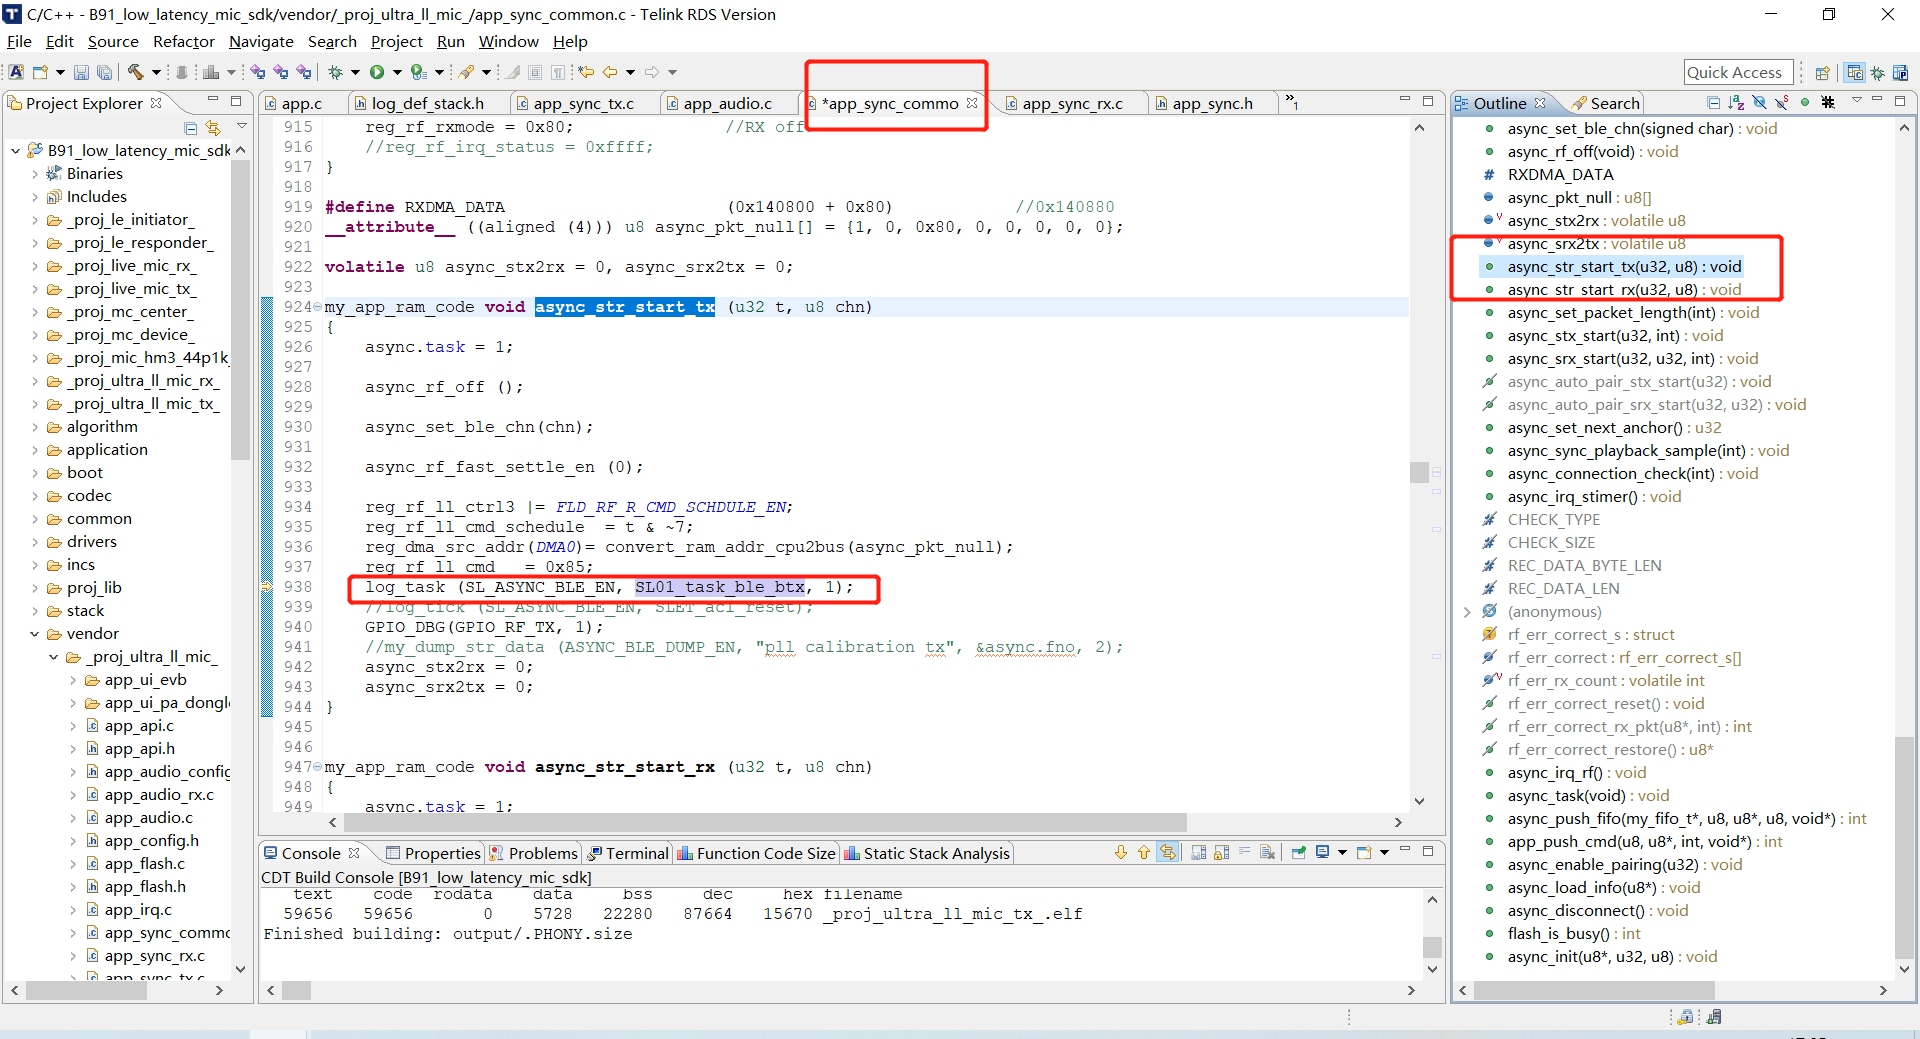 C/C++ - B91_low_latency_mic_sdk/vendor/_proj_ultra_ll_mic_/app_sync_common.c - Telink RDS Version
File Edit Source Refactor Navigate Search Project Run Window Help
Quick Access
Project Explorer
B91_low_latency_mic_sdk
Binaries
Includes
_proj_le_initiator_
_proj_le_responder_
_proj_live_mic_rx_
_proj_live_mic_tx_
_proj_mc_center_
_proj_mc_device_
_proj_mic_hm3_44p1k_
_proj_ultra_ll_mic_rx_
_proj_ultra_ll_mic_tx_
algorithm
application
boot
codec
common
drivers
incs
proj_lib
stack
vendor
_proj_ultra_ll_mic_
app_ui_evb
app_ui_pa_dongl
app_api.c
app_api.h
app_audio_config
app_audio_rx.c
app_audio.c
app_config.h
app_flash.c
app_flash.h
app_irq.c
app_sync_commo
app_sync_rx.c
app_sync_tx.c
app.c log_def_stack.h app_sync_tx.c app_audio.c *app_sync_commo app_sync_rx.c app_sync.h »1
915 reg_rf_rxmode = 0x80; //RX off
916 //reg_rf_irq_status = 0xffff;
917 }
918
919 #define RXDMA_DATA (0x140800 + 0x80) //0x140880
920 __attribute__ ((aligned (4))) u8 async_pkt_null[] = {1, 0, 0x80, 0, 0, 0, 0, 0};
921
922 volatile u8 async_stx2rx = 0, async_srx2tx = 0;
923
924 my_app_ram_code void async_str_start_tx (u32 t, u8 chn)
925 {
926 async.task = 1;
927
928 async_rf_off ();
929
930 async_set_ble_chn(chn);
931
932 async_rf_fast_settle_en (0);
933
934 reg_rf_ll_ctrl3 |= FLD_RF_R_CMD_SCHDULE_EN;
935 reg_rf_ll_cmd_schedule = t & ~7;
936 reg_dma_src_addr(DMA0)= convert_ram_addr_cpu2bus(async_pkt_null);
937 reg_rf_ll_cmd = 0x85;
938 log_task (SL_ASYNC_BLE_EN, SL01_task_ble_btx, 1);
939 //log_tick (SL_ASYNC_BLE_EN, SLET_acl_reset);
940 GPIO_DBG(GPIO_RF_TX, 1);
941 //my_dump_str_data (ASYNC_BLE_DUMP_EN, "pll calibration tx", &async.fno, 2);
942 async_stx2rx = 0;
943 async_srx2tx = 0;
944 }
945
946
947 my_app_ram_code void async_str_start_rx (u32 t, u8 chn)
948 {
949 async.task = 1;
Console Properties Problems Terminal Function Code Size Static Stack Analysis
CDT Build Console [B91_low_latency_mic_sdk]
text code rodata data bss dec hex filename
59656 59656 0 5728 22280 87664 15670 _proj_ultra_ll_mic_tx_.elf
Finished building: output/.PHONY.size
Outline Search
async_set_ble_chn(signed char) : void
async_rf_off(void) : void
RXDMA_DATA
async_pkt_null : u8[]
async_stx2rx : volatile u8
async_srx2tx : volatile u8
async_str_start_tx(u32, u8) : void
async_str_start_rx(u32, u8) : void
async_set_packet_length(int) : void
async_stx_start(u32, int) : void
async_srx_start(u32, u32, int) : void
async_auto_pair_stx_start(u32) : void
async_auto_pair_srx_start(u32, u32) : void
async_set_next_anchor() : u32
async_sync_playback_sample(int) : void
async_connection_check(int) : void
async_irq_stimer() : void
CHECK_TYPE
CHECK_SIZE
REC_DATA_BYTE_LEN
REC_DATA_LEN
(anonymous)
rf_err_correct_s : struct
rf_err_correct : rf_err_correct_s[]
rf_err_rx_count : volatile int
rf_err_correct_reset() : void
rf_err_correct_rx_pkt(u8*, int) : int
rf_err_correct_restore() : u8*
async_irq_rf() : void
async_task(void) : void
async_push_fifo(my_fifo_t*, u8, u8*, u8, void*) : int
app_push_cmd(u8, u8*, int, void*) : int
async_enable_pairing(u32) : void
async_load_info(u8*) : void
async_disconnect() : void
flash_is_busy() : int
async_init(u8*, u32, u8) : void